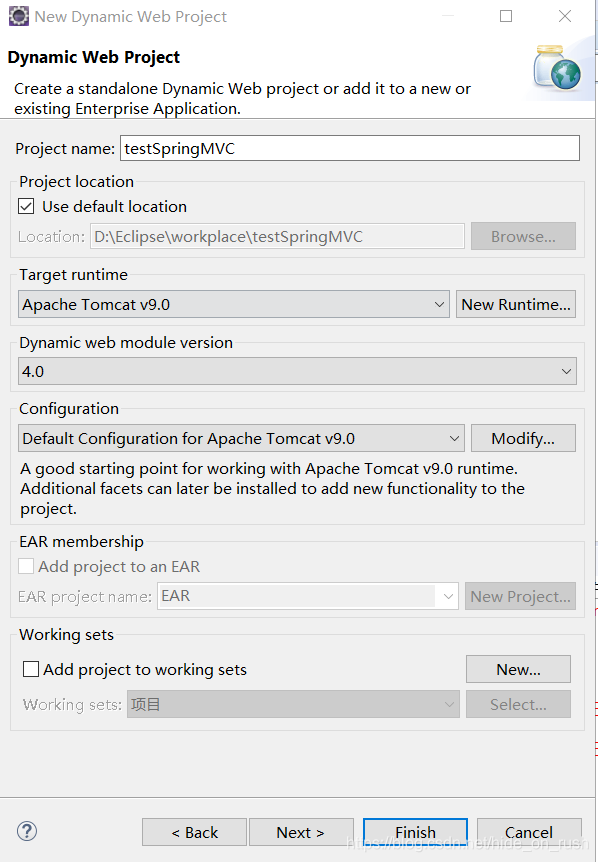 New Dynamic Web Project
Dynamic Web Project
Create a standalone Dynamic Web project or add it to a new or
existing Enterprise Application.
Project name: testSpringMVC
Project location
Use default location
Location: D:\Eclipse\workplace\testSpringMVC Browse...
Target runtime
Apache Tomcat v9.0 New Runtime...
Dynamic web module version
4.0
Configuration
Default Configuration for Apache Tomcat v9.0 Modify...
A good starting point for working with Apache Tomcat v9.0 runtime.
Additional facets can later be installed to add new functionality to the
project.
EAR membership
Add project to an EAR
EAR project name: EAR New Project...
Working sets
Add project to working sets New...
Working sets: 项目 Select...
? < Back Next > Finish Cancel
https://blog.csdn.net/hide_on_rush